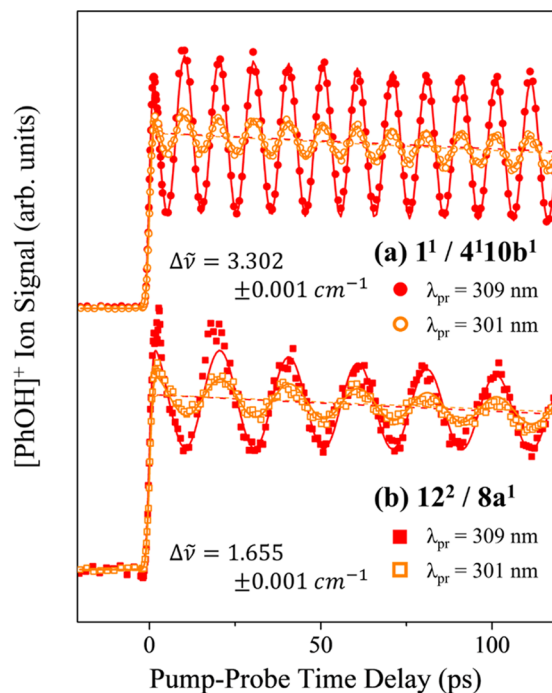 [PhOH]⁺ Ion Signal (arb. units)
Δν̃ = 3.302
±0.001 cm⁻¹
(a) 1¹ / 4¹10b¹
λpr = 309 nm
λpr = 301 nm
(b) 12² / 8a¹
Δν̃ = 1.655
±0.001 cm⁻¹
λpr = 309 nm
λpr = 301 nm
0 50 100
Pump-Probe Time Delay (ps)